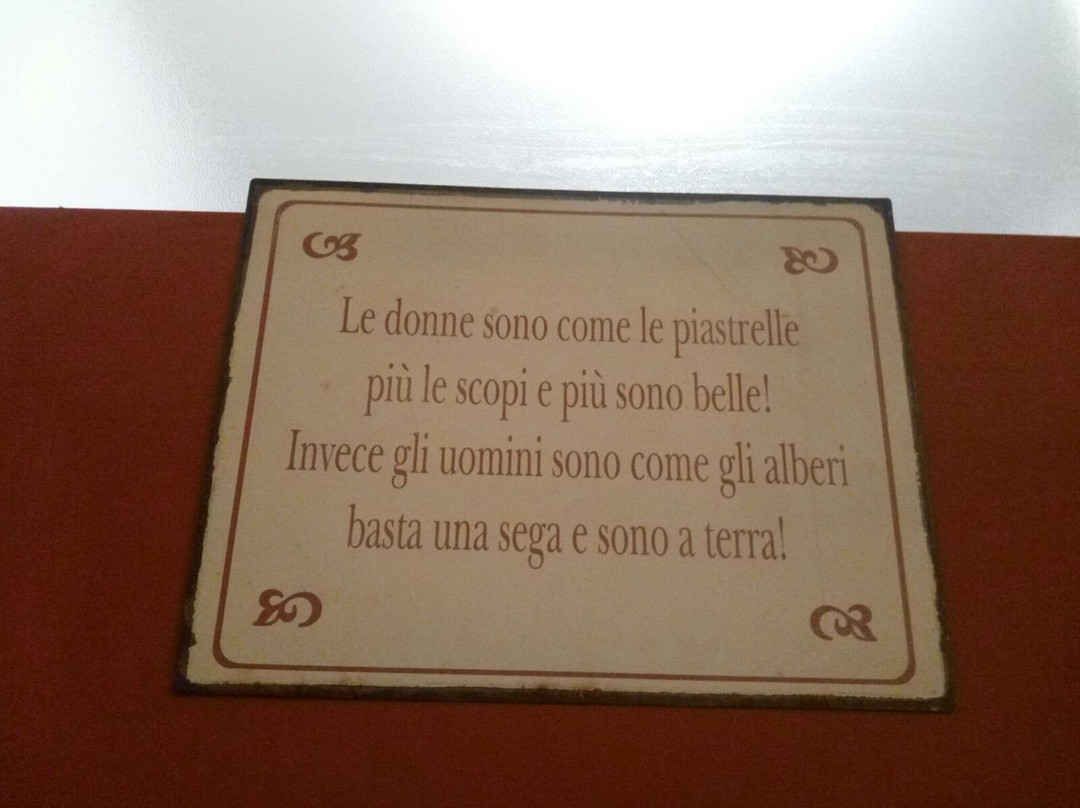 Le donne sono come le piastrelle
più le scopi e più sono belle!
Invece gli uomini sono come gli alberi
basta una sega e sono a terra!